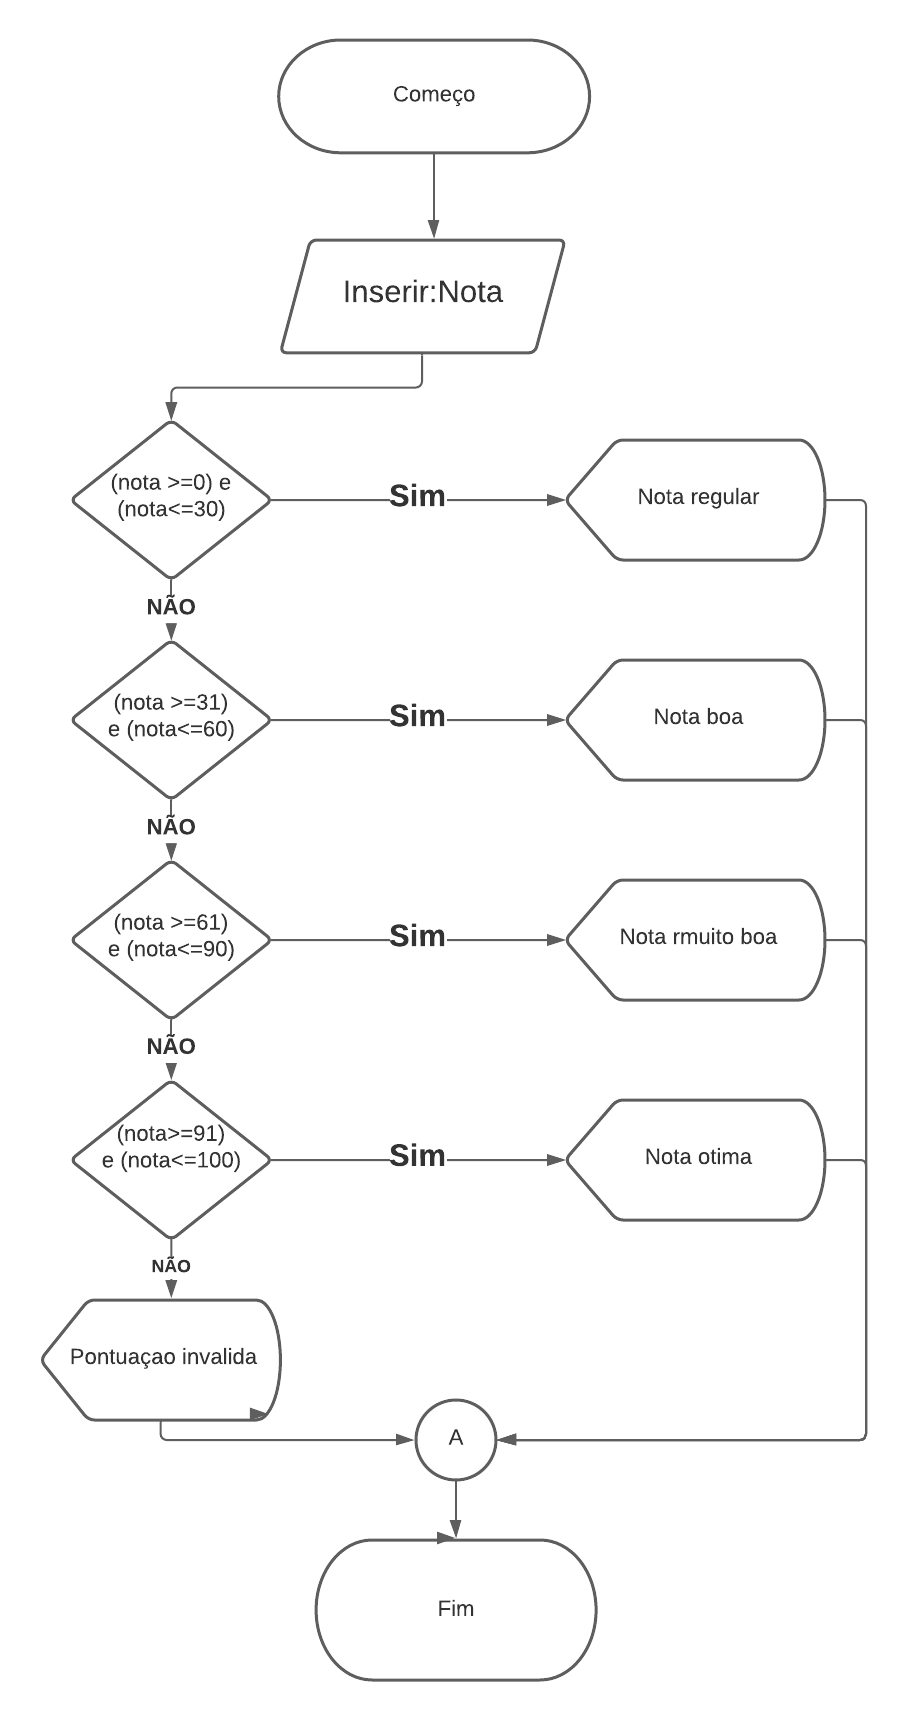 Começo
Inserir:Nota
(nota >=0) e
(nota<=30)
Sim
Nota regular
NÃO
(nota >=31)
e (nota<=60)
Sim
Nota boa
NÃO
(nota >=61)
e (nota<=90)
Sim
Nota rmuito boa
NÃO
(nota>=91)
e (nota<=100)
Sim
Nota otima
NÃO
Pontuaçao invalida
A
Fim